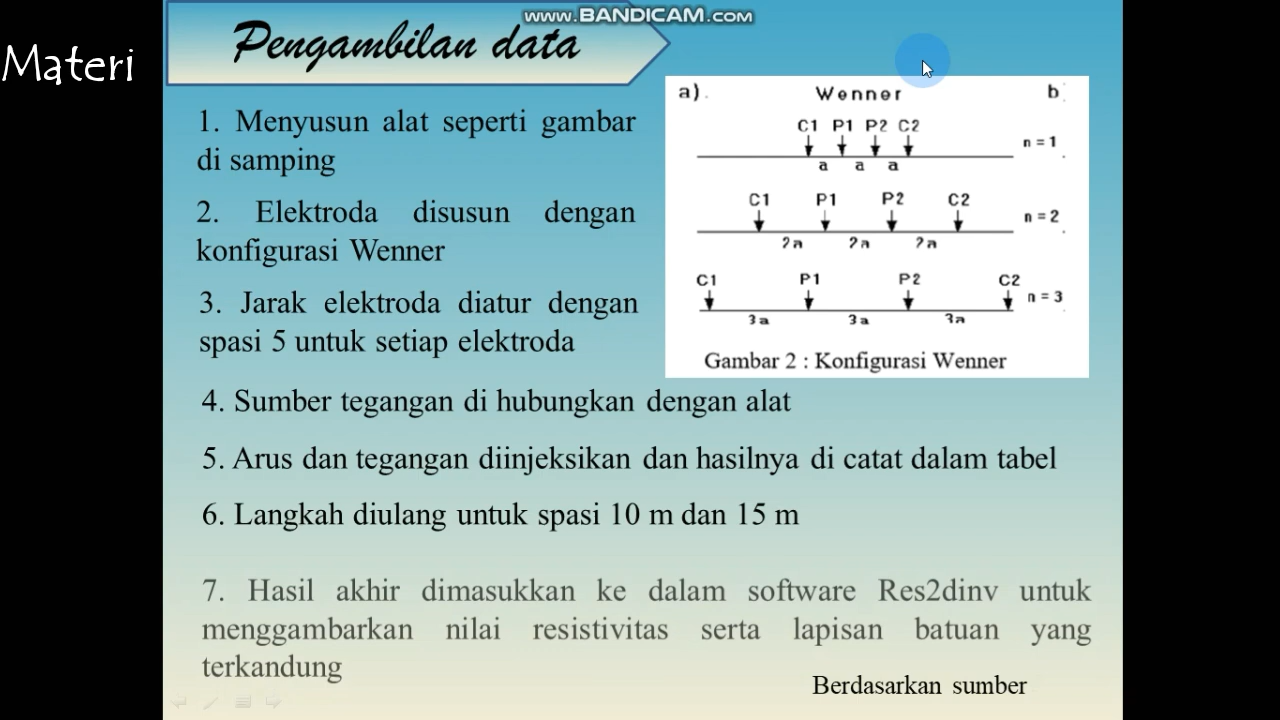 www.BANDICAM.com
Materi
Pengambilan data
1. Menyusun alat seperti gambar
di samping
2. Elektroda disusun dengan
konfigurasi Wenner
3. Jarak elektroda diatur dengan
spasi 5 untuk setiap elektroda
a). Wenner b
C1 P1 P2 C2
n = 1
a a a
C1 P1 P2 C2
n = 2
2a 2a 2a
C1 P1 P2 C2
n = 3
3a 3a 3a
Gambar 2 : Konfigurasi Wenner
4. Sumber tegangan di hubungkan dengan alat
5. Arus dan tegangan diinjeksikan dan hasilnya di catat dalam tabel
6. Langkah diulang untuk spasi 10 m dan 15 m
7. Hasil akhir dimasukkan ke dalam software Res2dinv untuk
menggambarkan nilai resistivitas serta lapisan batuan yang
terkandung
Berdasarkan sumber